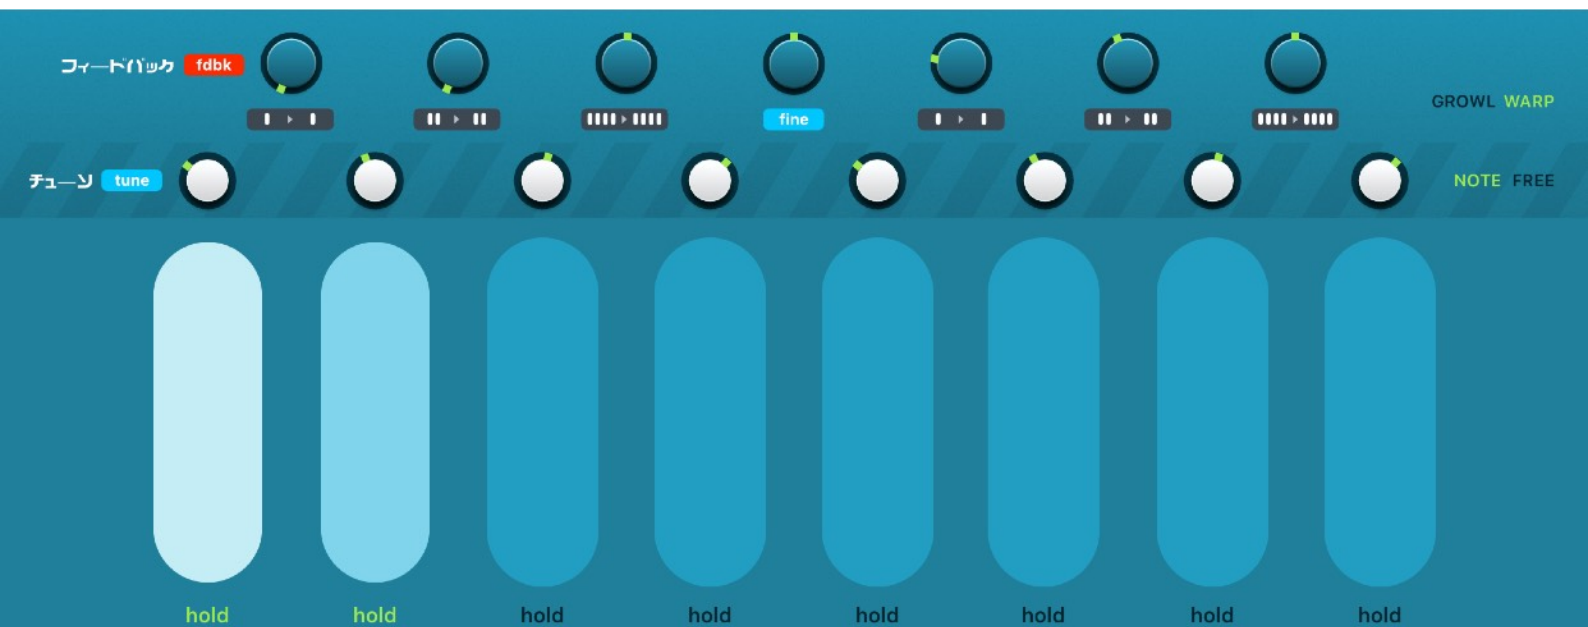 フィードバック fdbk
fine
GROWL WARP
チューソ tune
NOTE FREE
hold hold hold hold hold hold hold hold